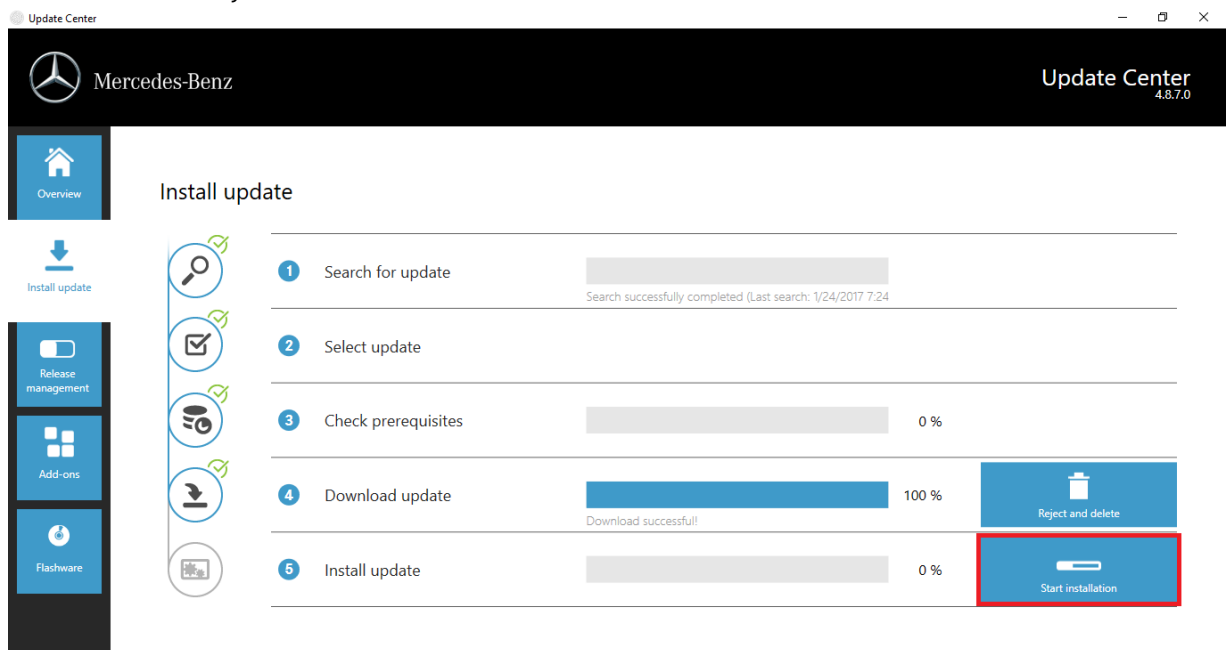 Update Center
Mercedes-Benz
Update Center
4.8.7.0
Overview
Install update
Release
management
Add-ons
Flashware
Install update
1 Search for update
Search successfully completed (Last search: 1/24/2017 7:24
2 Select update
3 Check prerequisites 0 %
4 Download update 100 %
Download successful!
Reject and delete
5 Install update 0 %
Start installation